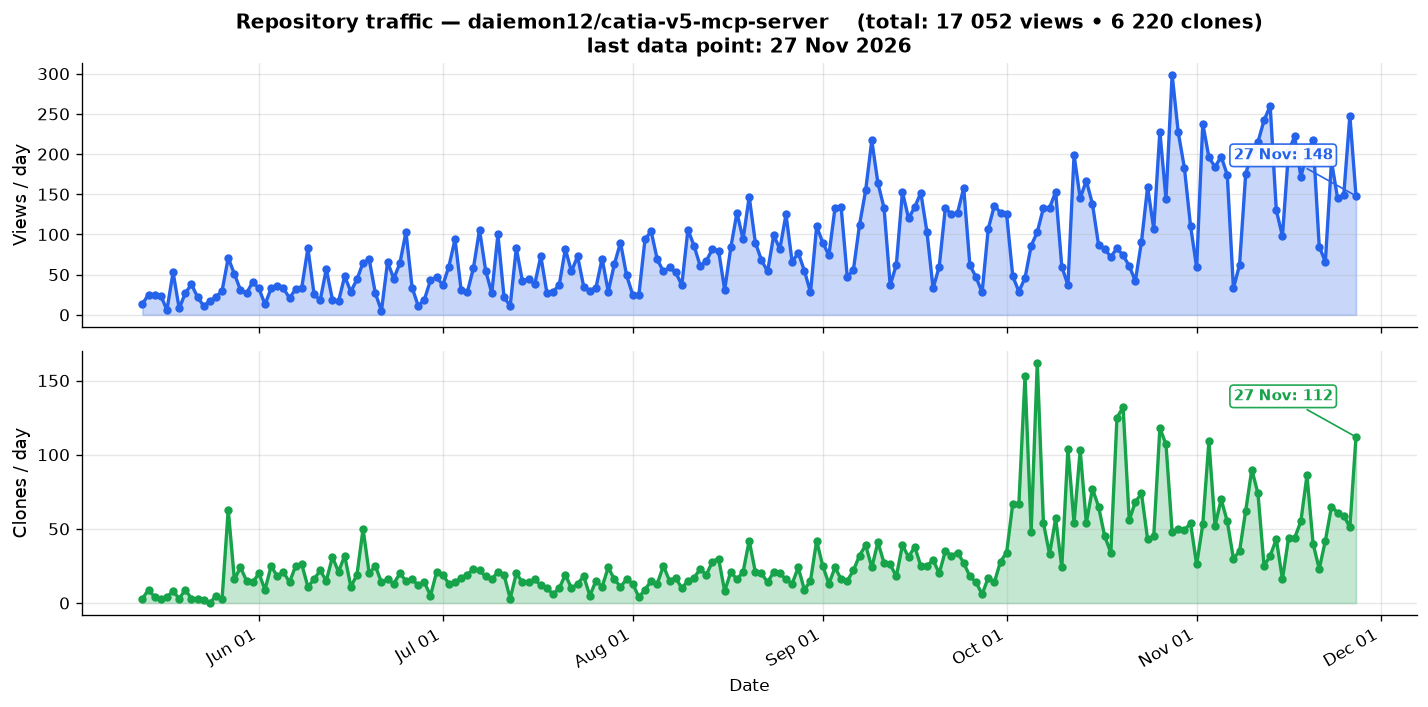 Repository traffic — daiemon12/catia-v5-mcp-server (total: 17 052 views • 6 220 clones)
last data point: 27 Nov 2026
300
250
200
150
100
50
0
Views / day
27 Nov: 148
150
100
50
0
Clones / day
27 Nov: 112
Jun 01
Jul 01
Aug 01
Sep 01
Oct 01
Nov 01
Dec 01
Date